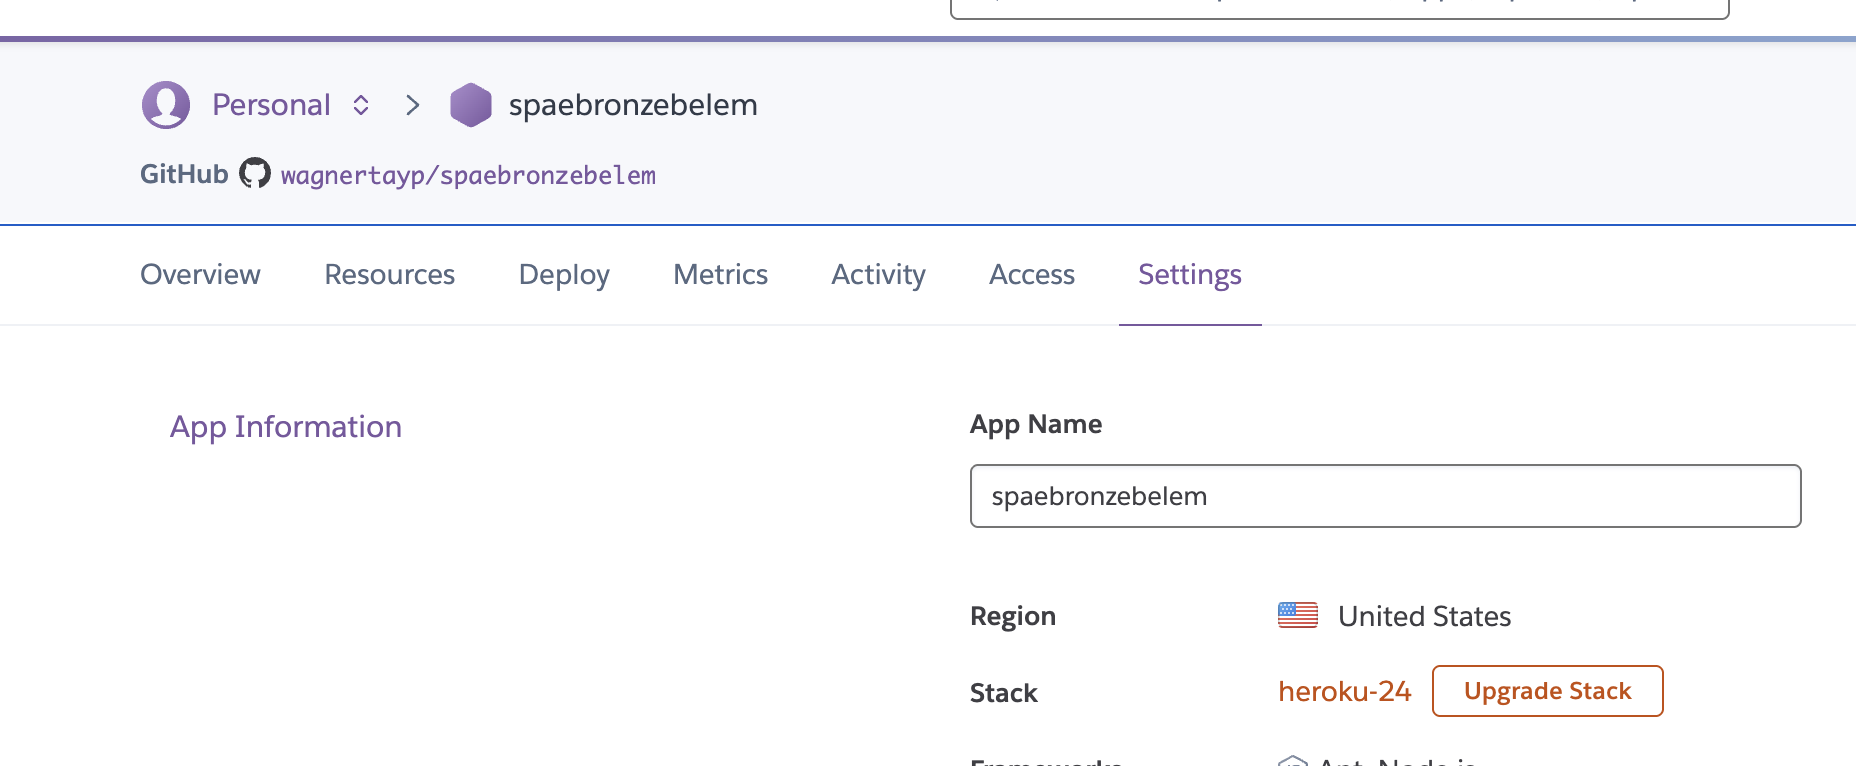 Personal
spaebronzebelem
GitHub wagnertayp/spaebronzebelem
Overview Resources Deploy Metrics Activity Access Settings
App Information
App Name
spaebronzebelem
Region United States
Stack heroku-24 Upgrade Stack